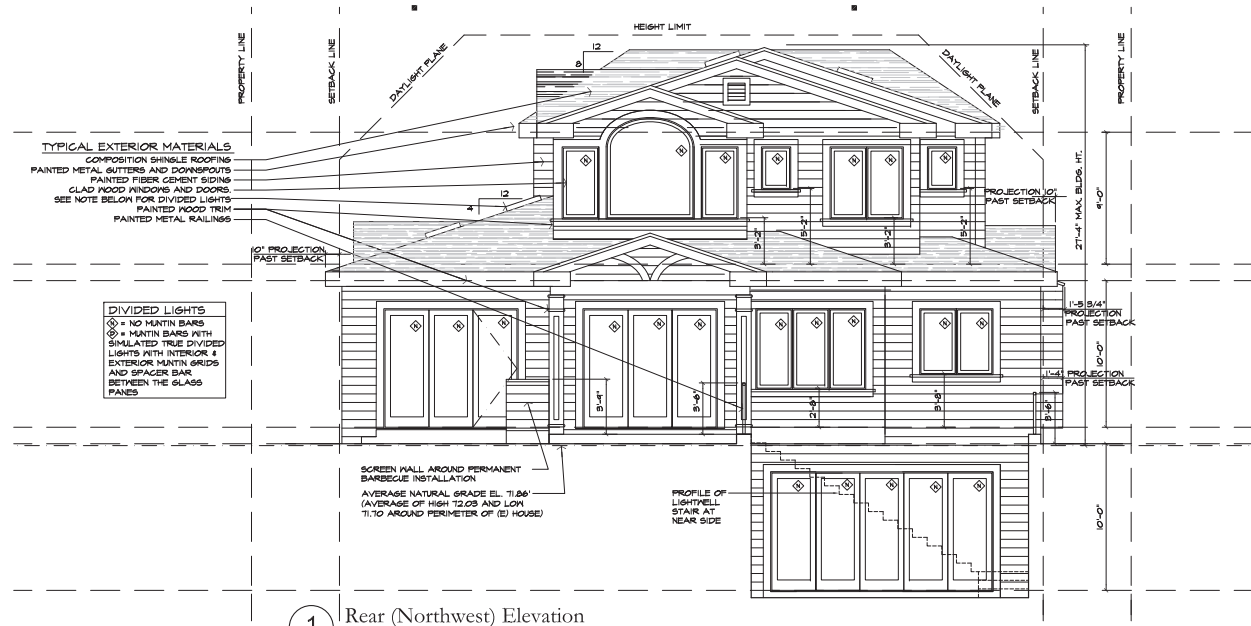 HEIGHT LIMIT
PROPERTY LINE
SETBACK LINE
DAYLIGHT PLANE
12
8
DAYLIGHT PLANE
SETBACK LINE
PROPERTY LINE
TYPICAL EXTERIOR MATERIALS
COMPOSITION SHINGLE ROOFING
PAINTED METAL GUTTERS AND DOWNSPOUTS
PAINTED FIBER CEMENT SIDING
CLAD WOOD WINDOWS AND DOORS.
SEE NOTE BELOW FOR DIVIDED LIGHTS
PAINTED WOOD TRIM
PAINTED METAL RAILINGS
12
4
N
N
N
N
N
N
N
PROJECTION 10"
PAST SETBACK
27'-4" MAX. BLDG. HT.
9'-0"
3'-2"
5'-2"
3'-2"
5'-2"
10" PROJECTION
PAST SETBACK
DIVIDED LIGHTS
N = NO MUNTIN BARS
D = MUNTIN BARS WITH
SIMULATED TRUE DIVIDED
LIGHTS WITH INTERIOR &
EXTERIOR MUNTIN GRIDS
AND SPACER BAR
BETWEEN THE GLASS
PANES
N
N
N
N
N
N
N
N
N
N
N
1'-5 3/4"
PROJECTION
PAST SETBACK
10'-0"
1'-4" PROJECTION
PAST SETBACK
3'-9"
3'-6"
2'-8"
3'-8"
3'-6"
SCREEN WALL AROUND PERMANENT
BARBECUE INSTALLATION
AVERAGE NATURAL GRADE EL. 71.86'
(AVERAGE OF HIGH 72.03 AND LOW
71.70 AROUND PERIMETER OF (E) HOUSE)
PROFILE OF
LIGHTWELL
STAIR AT
NEAR SIDE
N
N
N
N
N
10'-0"
1
Rear (Northwest) Elevation